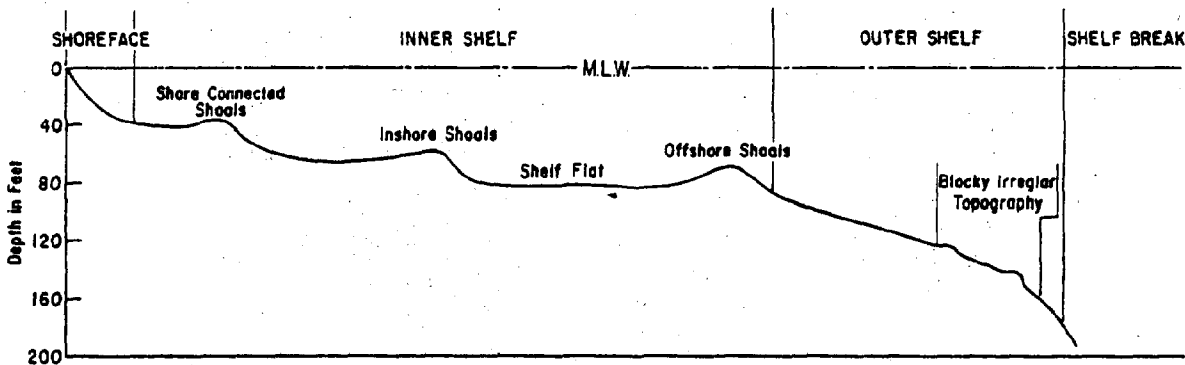 SHOREFACE
INNER SHELF
OUTER SHELF
SHELF BREAK
M.L.W.
Shore Connected
Shoals
Inshore Shoals
Shelf Flat
Offshore Shoals
Blocky Irreglar
Topography
Depth in Feet
0
40
80
120
160
200